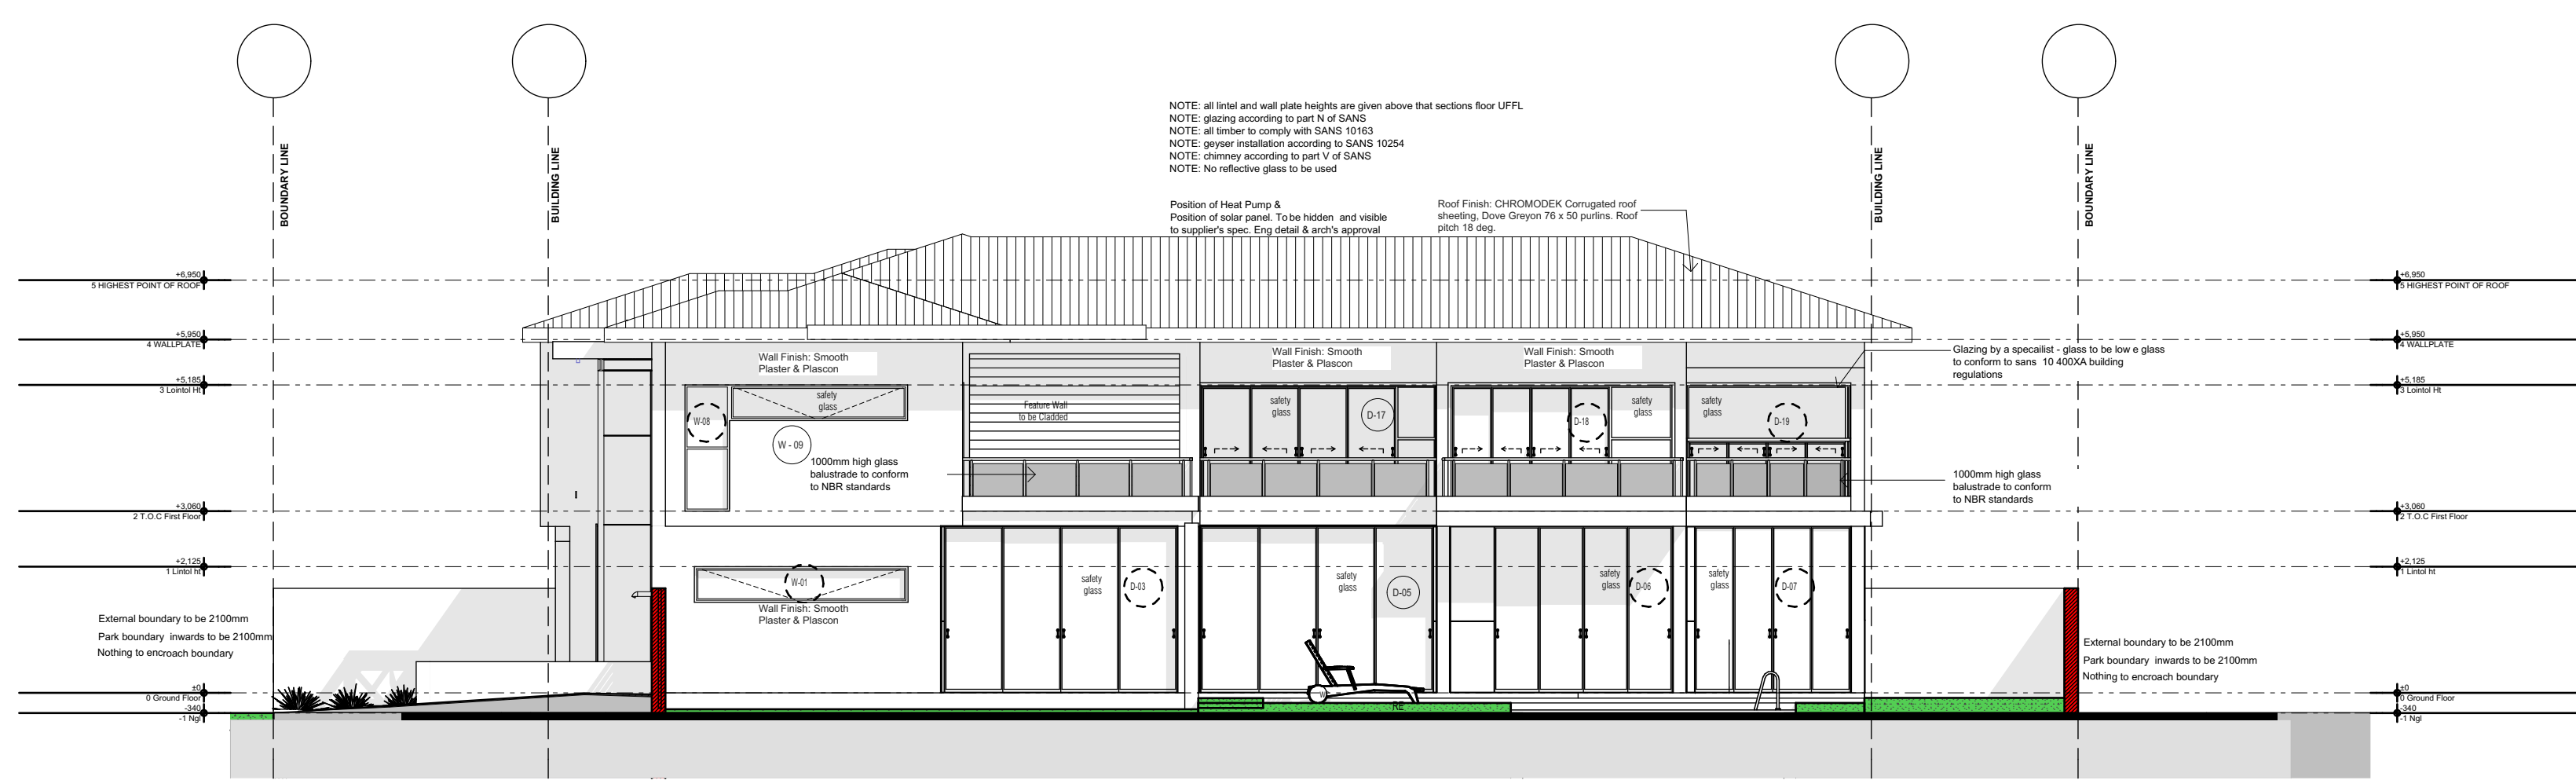 BOUNDARY LINE
BUILDING LINE
BUILDING LINE
BOUNDARY LINE
NOTE: all lintel and wall plate heights are given above that sections floor UFFL
NOTE: glazing according to part N of SANS
NOTE: all timber to comply with SANS 10163
NOTE: geyser installation according to SANS 10254
NOTE: chimney according to part V of SANS
NOTE: No reflective glass to be used
Position of Heat Pump &
Position of solar panel. To be hidden and visible
to supplier's spec. Eng detail & arch's approval
Roof Finish: CHROMODEK Corrugated roof
sheeting, Dove Greyon 76 x 50 purlins. Roof
pitch 18 deg.
+6,950
5 HIGHEST POINT OF ROOF
+5,950
4 WALLPLATE
+5,185
3 Lointol Ht
+3,060
2 T.O.C First Floor
+2,125
1 Lintol ht
±0
0 Ground Floor
-340
-1 Ngl
External boundary to be 2100mm
Park boundary inwards to be 2100mm
Nothing to encroach boundary
Wall Finish: Smooth
Plaster & Plascon
safety
glass
W-08
W - 09
1000mm high glass
balustrade to conform
to NBR standards
Feature Wall
to be Cladded
Wall Finish: Smooth
Plaster & Plascon
safety
glass
D-17
Wall Finish: Smooth
Plaster & Plascon
D-18
safety
glass
safety
glass
D-19
W-01
Wall Finish: Smooth
Plaster & Plascon
safety
glass
D-03
safety
glass
D-05
safety
glass
D-06
safety
glass
D-07
RE
Glazing by a specailist - glass to be low e glass
to conform to sans 10 400XA building
regulations
1000mm high glass
balustrade to conform
to NBR standards
External boundary to be 2100mm
Park boundary inwards to be 2100mm
Nothing to encroach boundary
+6,950
5 HIGHEST POINT OF ROOF
+5,950
4 WALLPLATE
+5,185
3 Lointol Ht
+3,060
2 T.O.C First Floor
+2,125
1 Lintol ht
±0
0 Ground Floor
-340
-1 Ngl